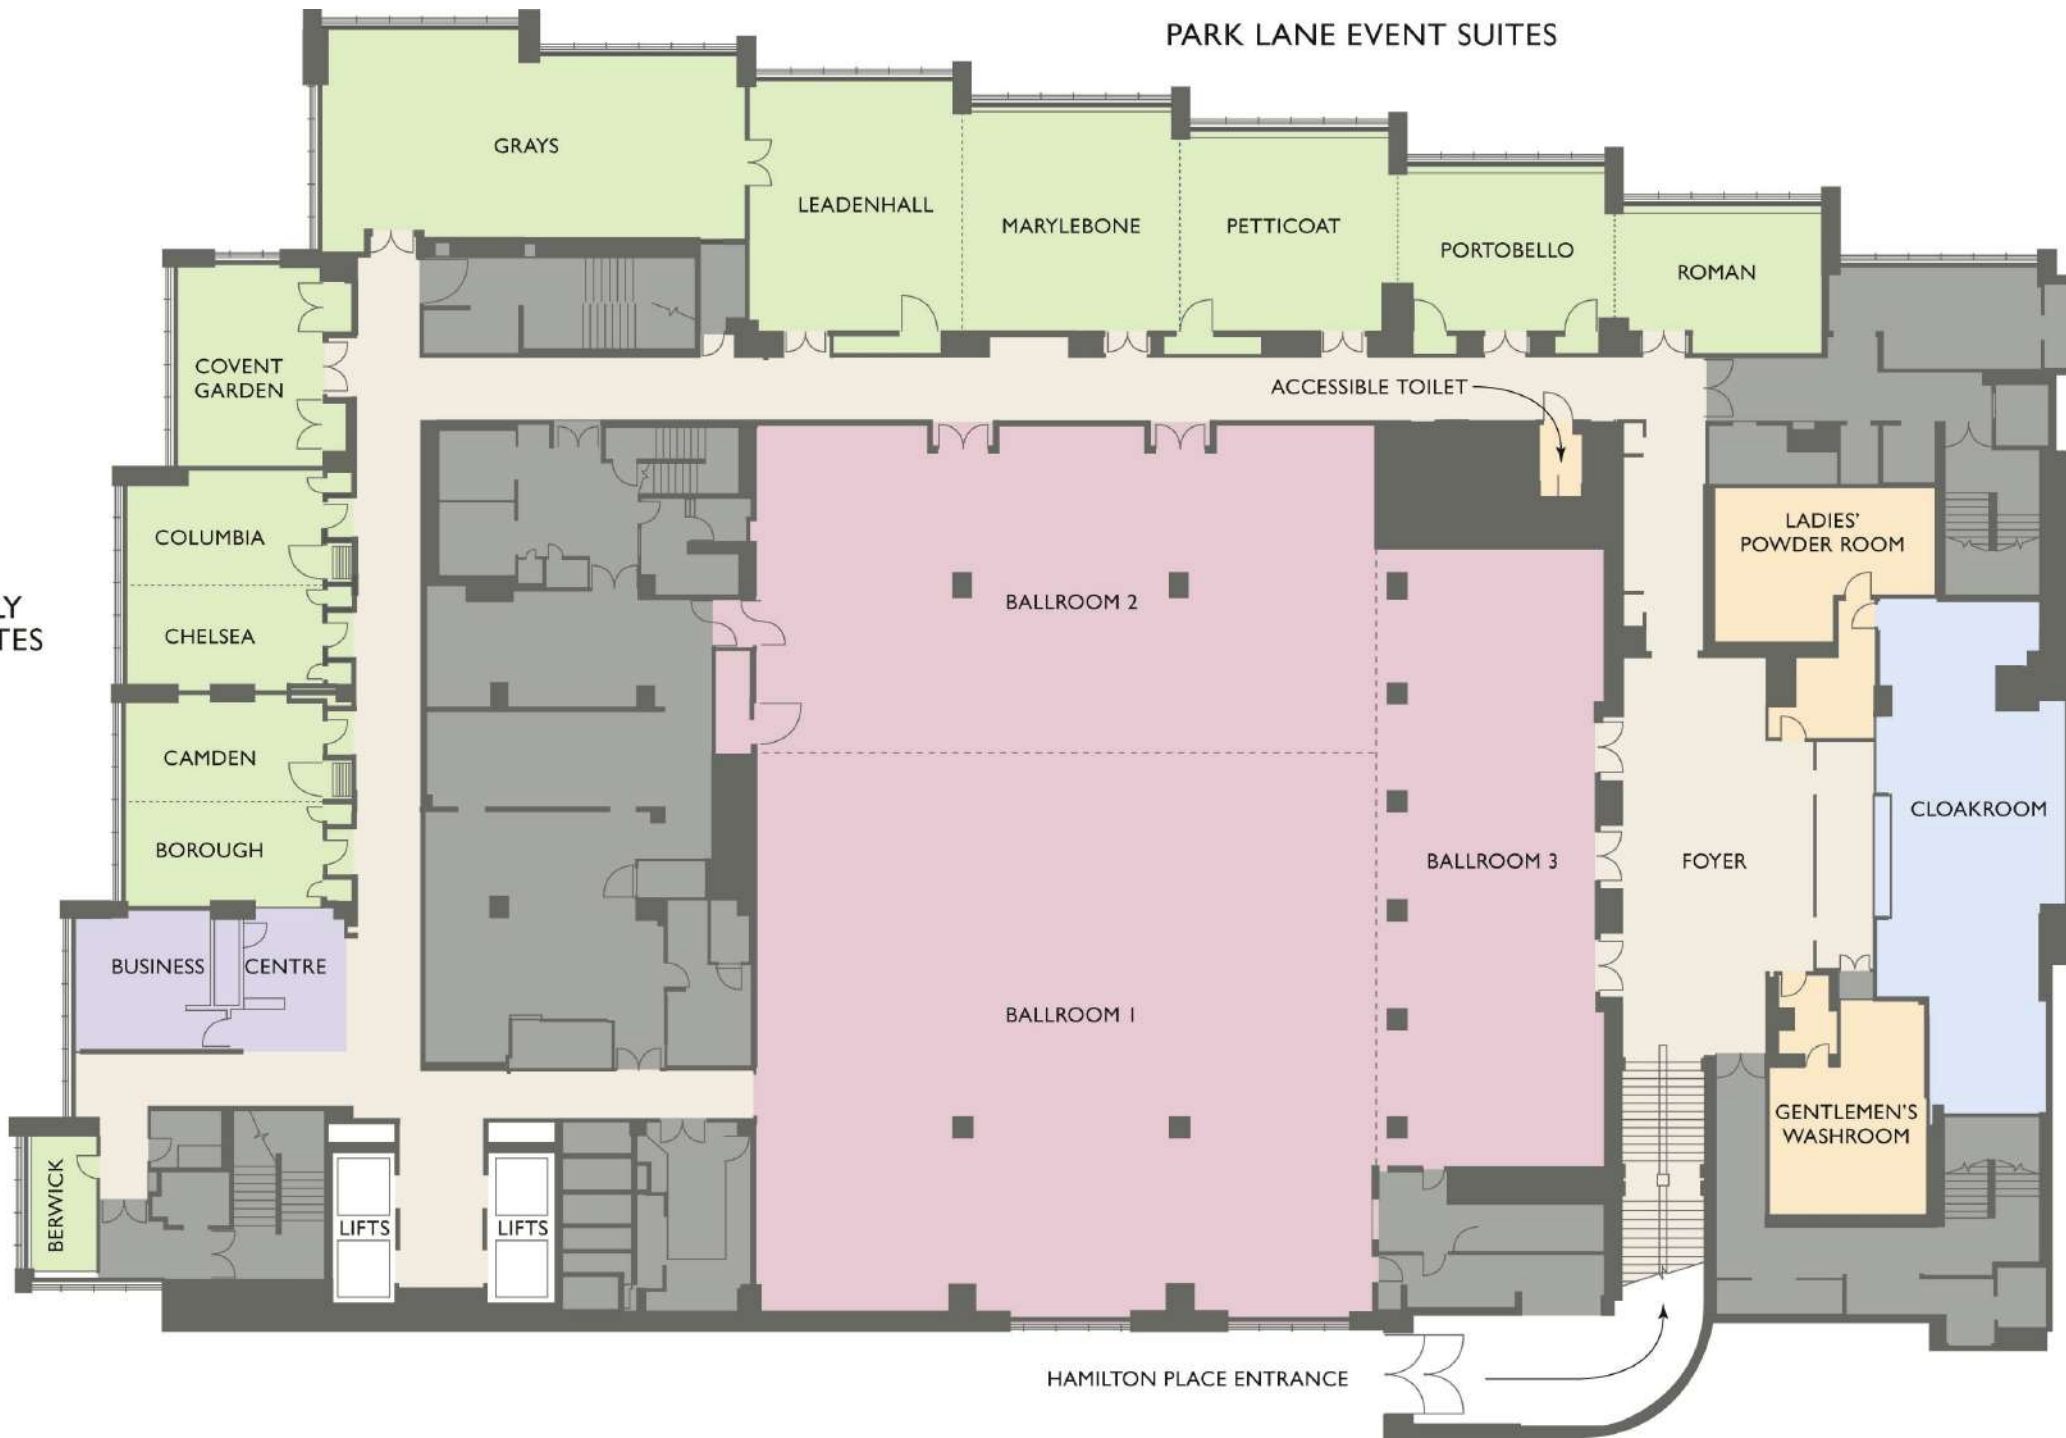 PARK LANE EVENT SUITES
GRAYS
LEADENHALL
MARYLEBONE
PETTICOAT
PORTOBELLO
ROMAN
COVENT
GARDEN
ACCESSIBLE TOILET
COLUMBIA
CHELSEA
LADIES'
POWDER ROOM
BALLROOM 2
LY
TES
CAMDEN
BOROUGH
CLOAKROOM
BALLROOM 3
FOYER
BUSINESS CENTRE
BALLROOM 1
GENTLEMEN'S
WASHROOM
BERWICK
LIFTS
LIFTS
HAMILTON PLACE ENTRANCE